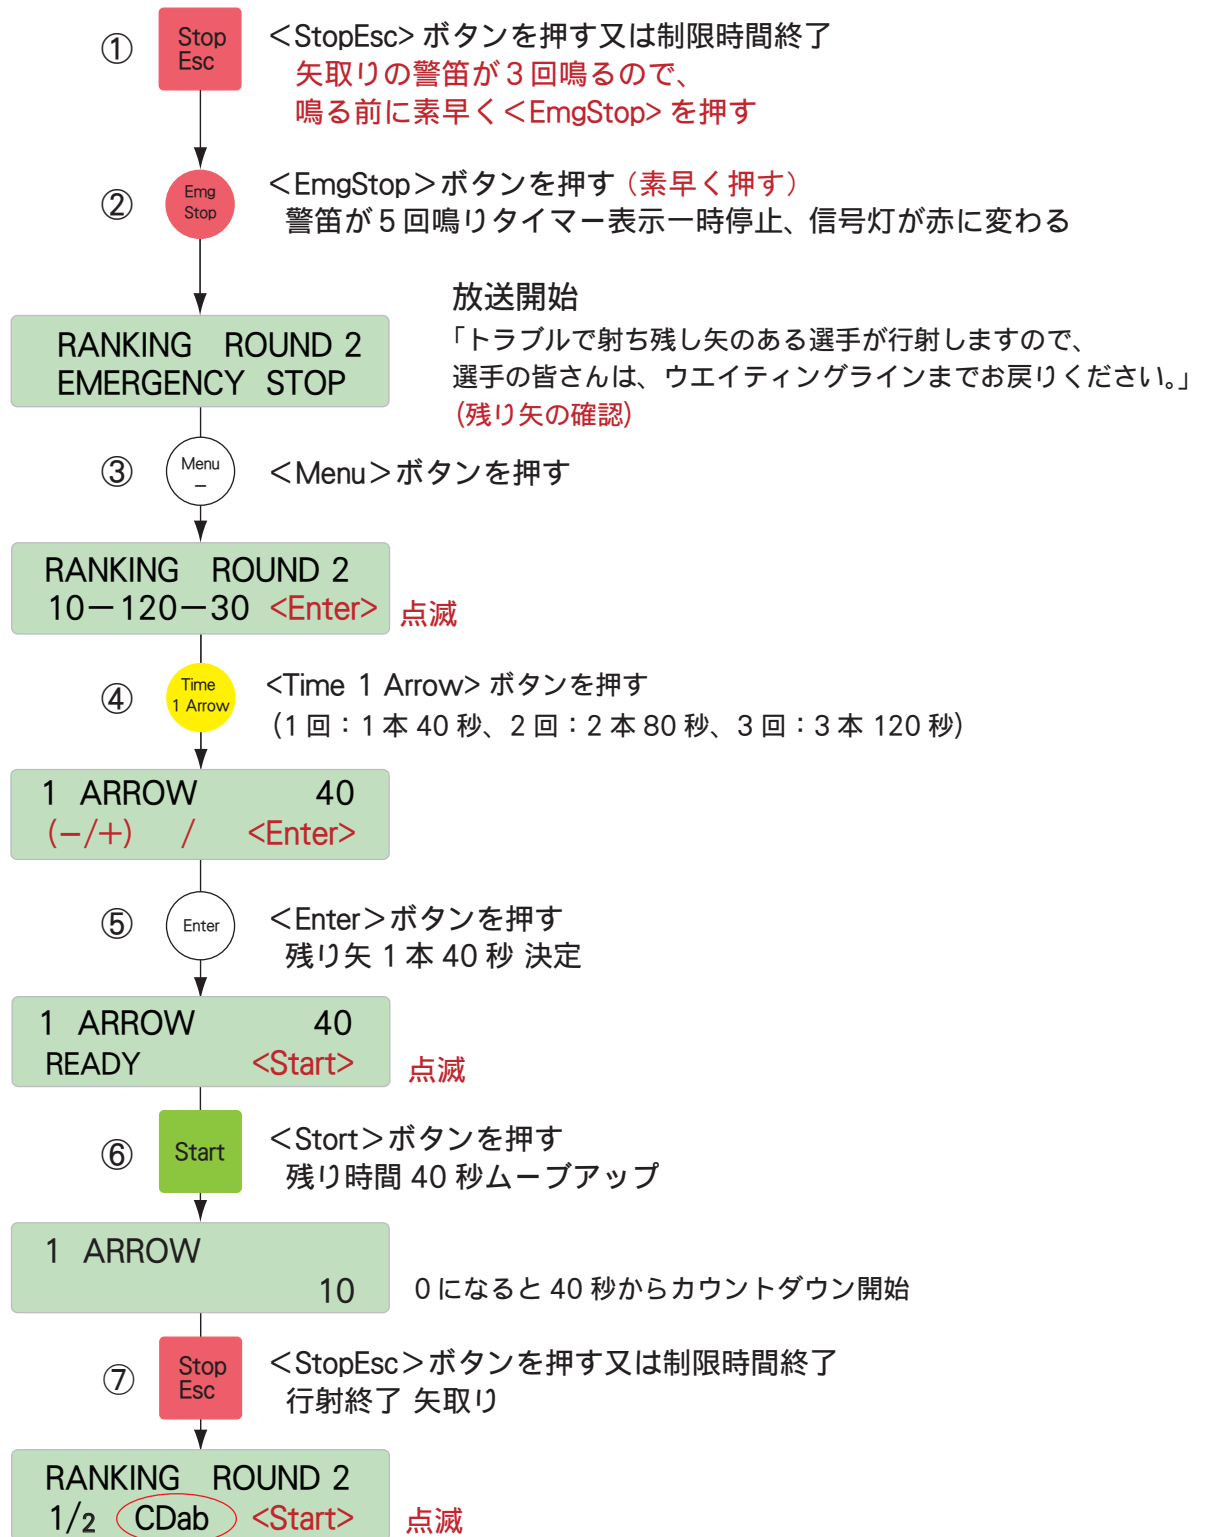 ① Stop Esc ＜StopEsc> ボタンを押す又は制限時間終了
矢取りの警笛が３回鳴るので、
鳴る前に素早く＜EmgStop> を押す
② Emg Stop ＜EmgStop＞ボタンを押す（素早く押す）
警笛が５回鳴りタイマー表示一時停止、信号灯が赤に変わる
放送開始
RANKING ROUND 2
EMERGENCY STOP
「トラブルで射ち残し矢のある選手が行射しますので、
選手の皆さんは、ウエイティングラインまでお戻りください。」
(残り矢の確認)
③ Menu − ＜Menu＞ボタンを押す
RANKING ROUND 2
10－120－30 <Enter> 点滅
④ Time 1 Arrow <Time 1 Arrow> ボタンを押す
（1 回：1 本 40 秒、2 回：2 本 80 秒、3 回：3 本 120 秒）
1 ARROW 40
(−/＋) / <Enter>
⑤ Enter ＜Enter＞ボタンを押す
残り矢 1 本 40 秒 決定
1 ARROW 40
READY <Start> 点滅
⑥ Start ＜Stort＞ボタンを押す
残り時間 40 秒ムーブアップ
1 ARROW
10 0 になると 40 秒からカウントダウン開始
⑦ Stop Esc ＜StopEsc＞ボタンを押す又は制限時間終了
行射終了 矢取り
RANKING ROUND 2
1/2 CDab <Start> 点滅